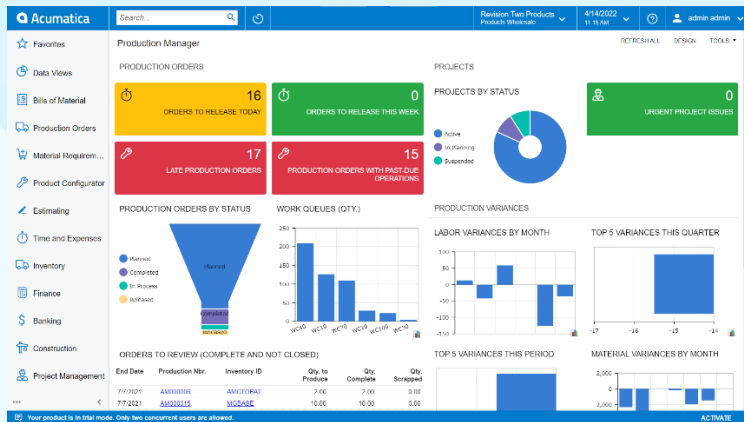 Acumatica
Search...
Revision Two Products
Products Wholesale
4/14/2022
11:15 AM
admin admin
Favorites
Data Views
Bills of Material
Production Orders
Material Requirem...
Product Configurator
Estimating
Time and Expenses
Inventory
Finance
Banking
Construction
Project Management
Production Manager
REFRESH ALL DESIGN TOOLS
PRODUCTION ORDERS
16
ORDERS TO RELEASE TODAY
0
ORDERS TO RELEASE THIS WEEK
17
LATE PRODUCTION ORDERS
15
PRODUCTION ORDERS WITH PAST-DUE
OPERATIONS
PROJECTS
PROJECTS BY STATUS
Active
In Planning
Suspended
0
URGENT PROJECT ISSUES
PRODUCTION ORDERS BY STATUS
Planned
Completed
In Process
Released
Planned
Completed
WORK QUEUES (QTY.)
250
200
150
100
50
0
WC40 WC10 WC70 WC20 WC100 WC30
PRODUCTION VARIANCES
LABOR VARIANCES BY MONTH
100
50
0
-50
-100
-150
TOP 5 VARIANCES THIS QUARTER
-17 -16 -15 -14
ORDERS TO REVIEW (COMPLETE AND NOT CLOSED)
End Date Production Nbr. Inventory ID Qty. to Produce Qty. Complete Qty. Scrapped
7/7/2021 AM000006 AMCTOBAT 2.00 2.00 0.00
7/7/2021 AM000015 MGBASE 10.00 10.00 0.00
TOP 5 VARIANCES THIS PERIOD
MATERIAL VARIANCES BY MONTH
2,000
0
-2,000
Your product is in trial mode. Only two concurrent users are allowed.
ACTIVATE